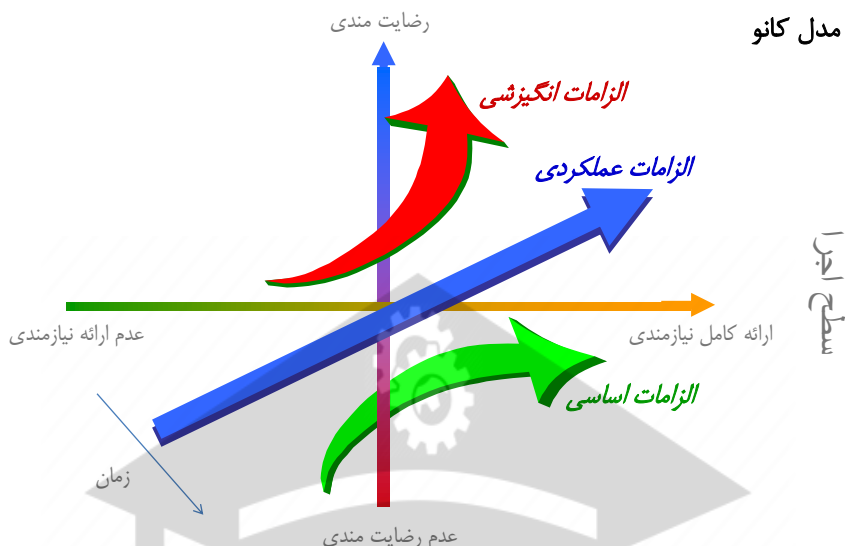 مدل کانو
رضایت مندی
الزامات انگیزشی
الزامات عملکردی
سطح اجرا
ارائه کامل نیازمندی
عدم ارائه نیازمندی
الزامات اساسی
زمان
عدم رضایت مندی